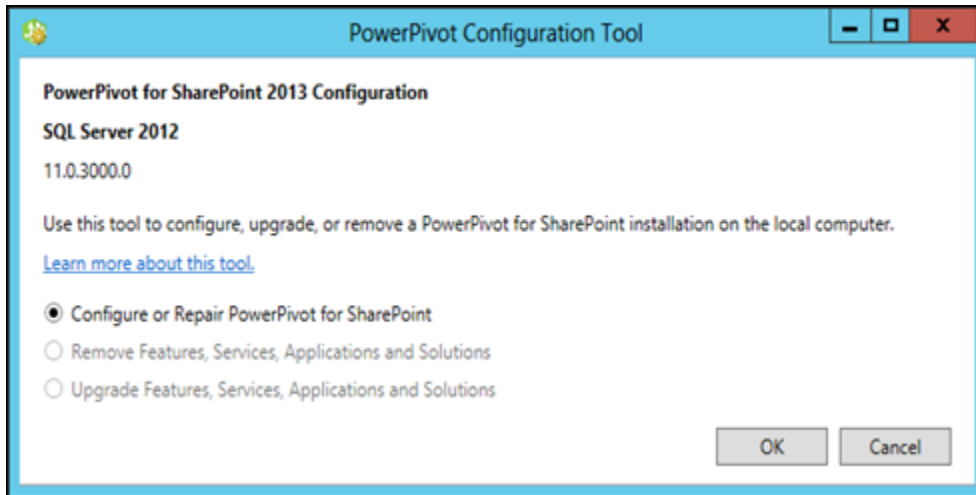 PowerPivot Configuration Tool
PowerPivot for SharePoint 2013 Configuration
SQL Server 2012
11.0.3000.0
Use this tool to configure, upgrade, or remove a PowerPivot for SharePoint installation on the local computer.
Learn more about this tool.
Configure or Repair PowerPivot for SharePoint
Remove Features, Services, Applications and Solutions
Upgrade Features, Services, Applications and Solutions
OK Cancel